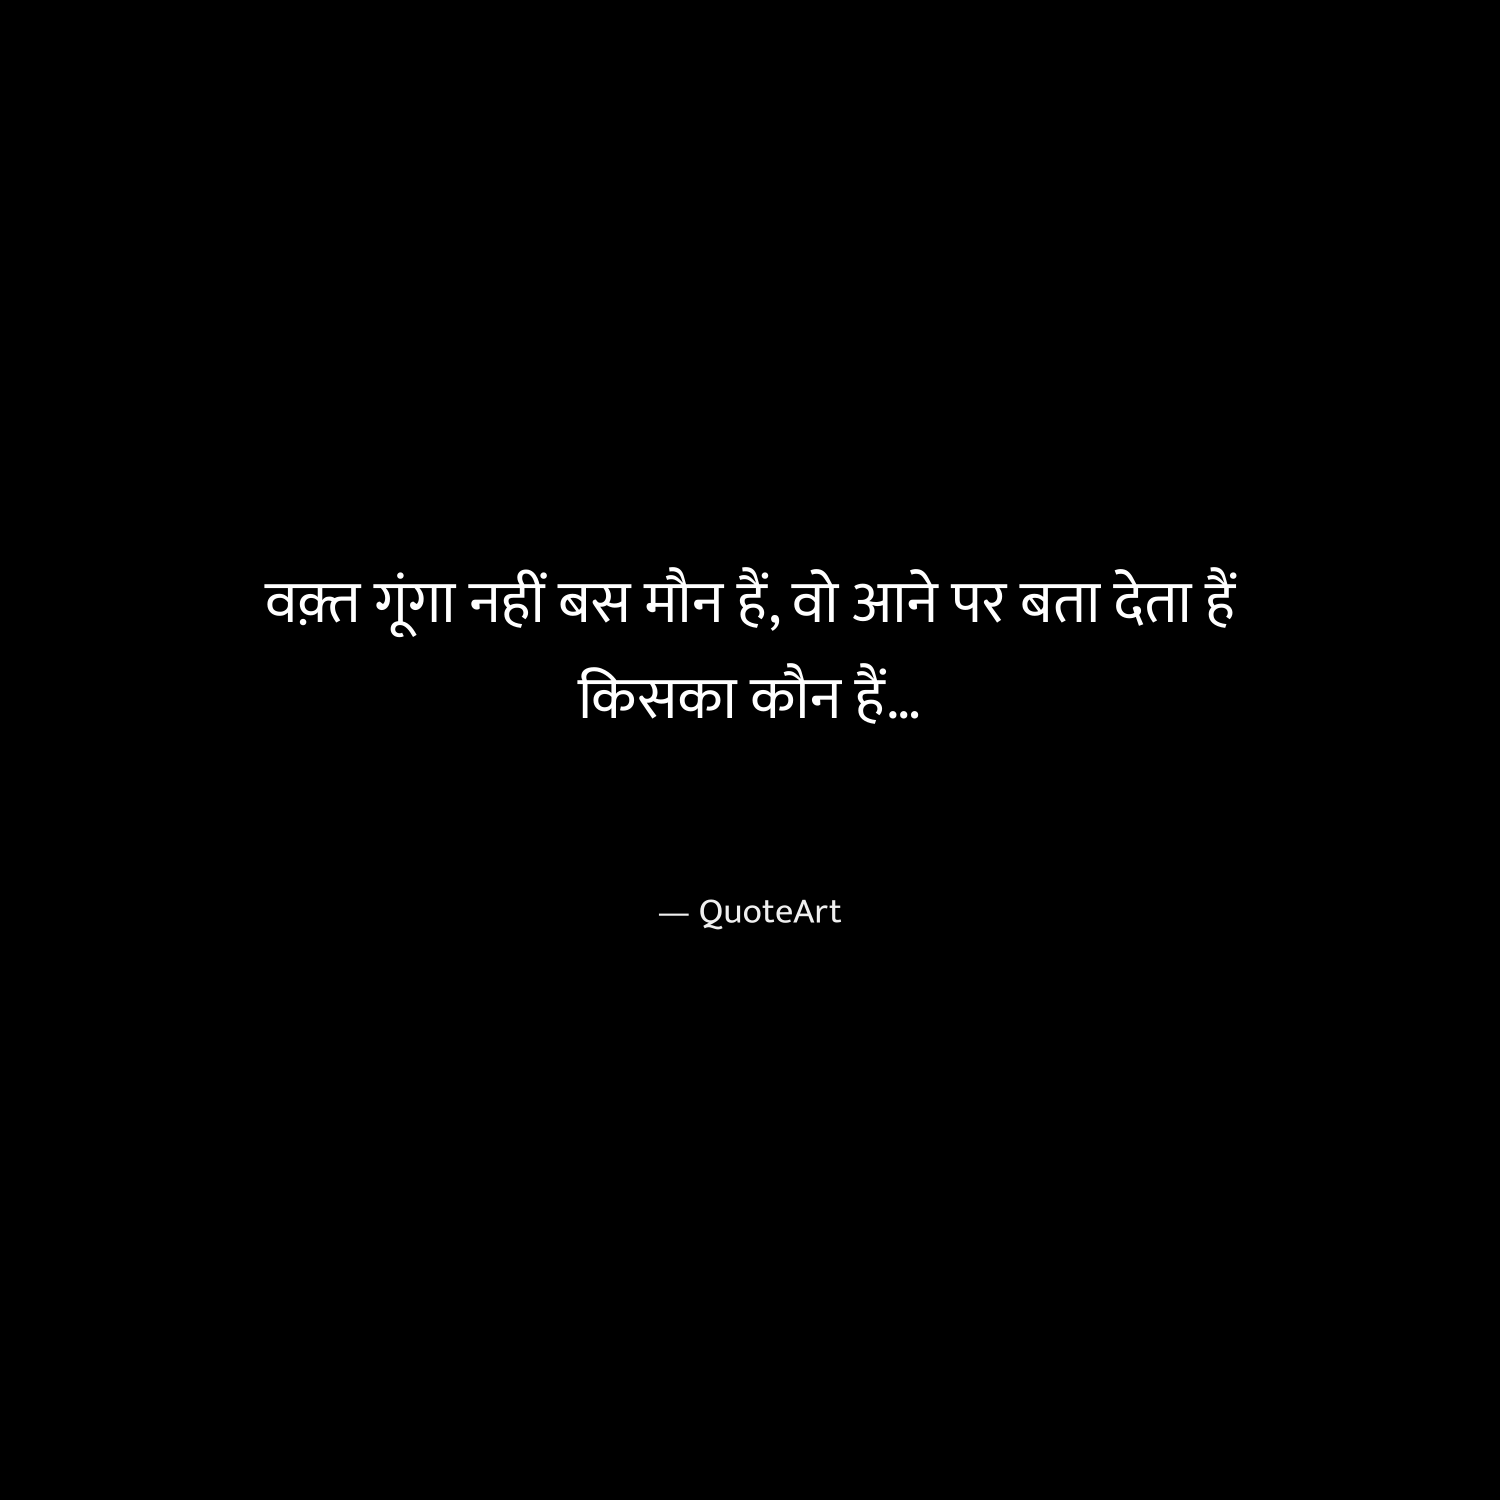 वक़्त गूंगा नहीं बस मौन हैं, वो आने पर बता देता हैं
किसका कौन हैं...
— QuoteArt